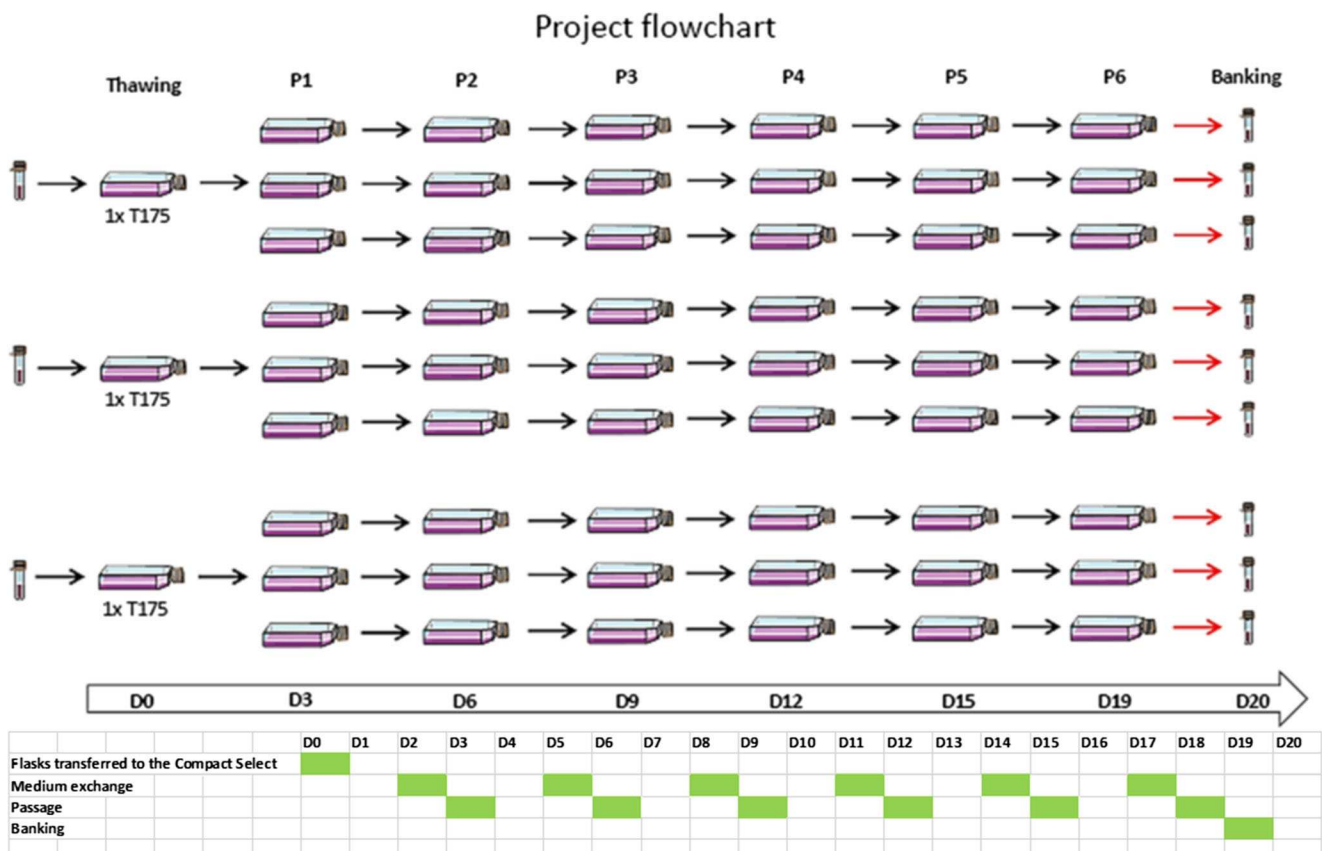 Project flowchart
Thawing P1 P2 P3 P4 P5 P6 Banking
1x T175
1x T175
1x T175
D0 D3 D6 D9 D12 D15 D19 D20
D0 D1 D2 D3 D4 D5 D6 D7 D8 D9 D10 D11 D12 D13 D14 D15 D16 D17 D18 D19 D20
Flasks transferred to the Compact Select
Medium exchange
Passage
Banking